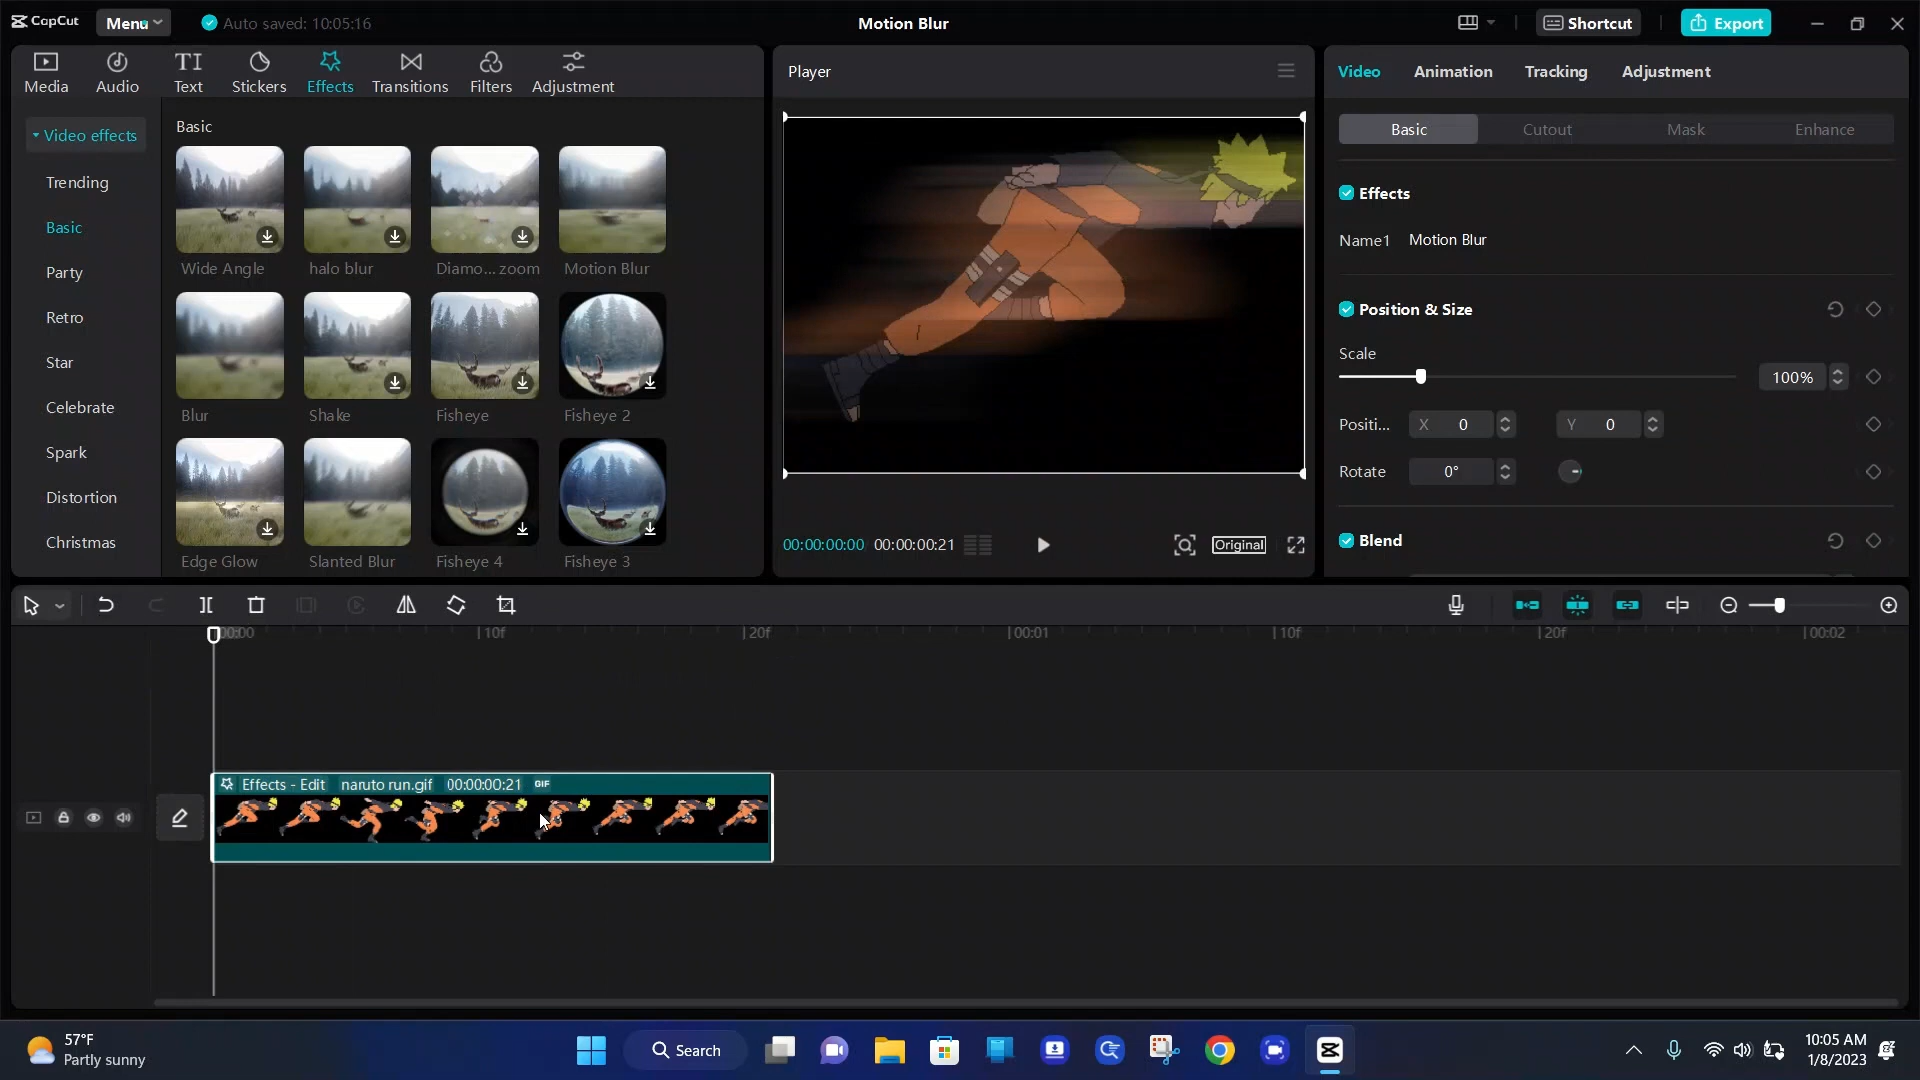 CapCut Menu Auto saved: 10:05:16 Motion Blur Shortcut Export
Media Audio Text Stickers Effects Transitions Filters Adjustment
Video effects
Trending
Basic
Party
Retro
Star
Celebrate
Spark
Distortion
Christmas
Basic
Wide Angle halo blur Diamo... zoom Motion Blur
Blur Shake Fisheye Fisheye 2
Edge Glow Slanted Blur Fisheye 4 Fisheye 3
Player
00:00:00:00 00:00:00:21 Original
Video Animation Tracking Adjustment
Basic Cutout Mask Enhance
Effects
Name1 Motion Blur
Position & Size
Scale
100%
Positi... X 0 Y 0
Rotate 0°
Blend
10f 20f 00:01 10f 20f 00:02
Effects - Edit naruto run.gif 00:00:00:21 GIF
57°F
Partly sunny
Search
10:05 AM
1/8/2023